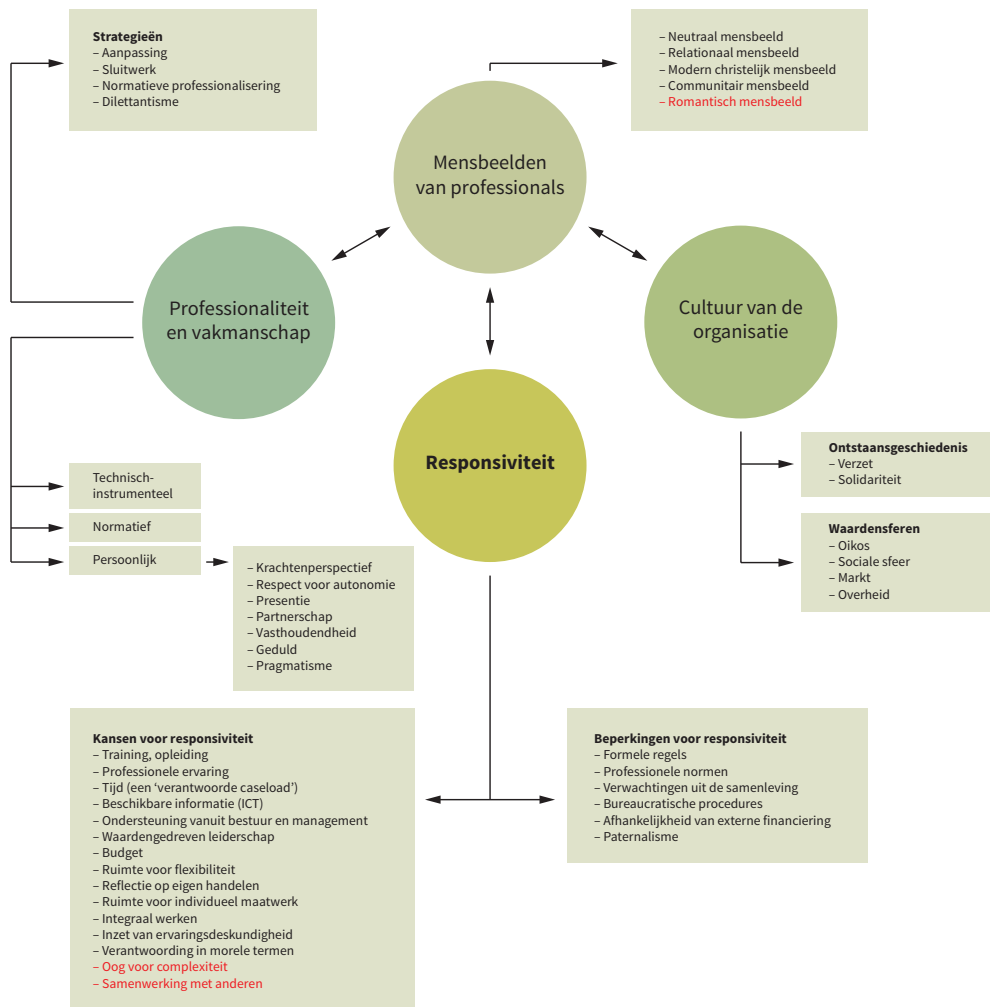 Strategieën
– Aanpassing
– Sluitwerk
– Normatieve professionalisering
– Dilettantisme
– Neutraal mensbeeld
– Relationaal mensbeeld
– Modern christelijk mensbeeld
– Communitair mensbeeld
– Romantisch mensbeeld
Mensbeelden
van professionals
Professionaliteit
en vakmanschap
Cultuur van de
organisatie
Responsiviteit
Ontstaansgeschiedenis
– Verzet
– Solidariteit
Waardensferen
– Oikos
– Sociale sfeer
– Markt
– Overheid
Technisch-
instrumenteel
Normatief
Persoonlijk
– Krachtenperspectief
– Respect voor autonomie
– Presentie
– Partnerschap
– Vasthoudendheid
– Geduld
– Pragmatisme
Kansen voor responsiviteit
– Training, opleiding
– Professionele ervaring
– Tijd (een ‘verantwoorde caseload’)
– Beschikbare informatie (ICT)
– Ondersteuning vanuit bestuur en management
– Waardengedreven leiderschap
– Budget
– Ruimte voor flexibiliteit
– Reflectie op eigen handelen
– Ruimte voor individueel maatwerk
– Integraal werken
– Inzet van ervaringsdeskundigheid
– Verantwoording in morele termen
– Oog voor complexiteit
– Samenwerking met anderen
Beperkingen voor responsiviteit
– Formele regels
– Professionele normen
– Verwachtingen uit de samenleving
– Bureaucratische procedures
– Afhankelijkheid van externe financiering
– Paternalisme